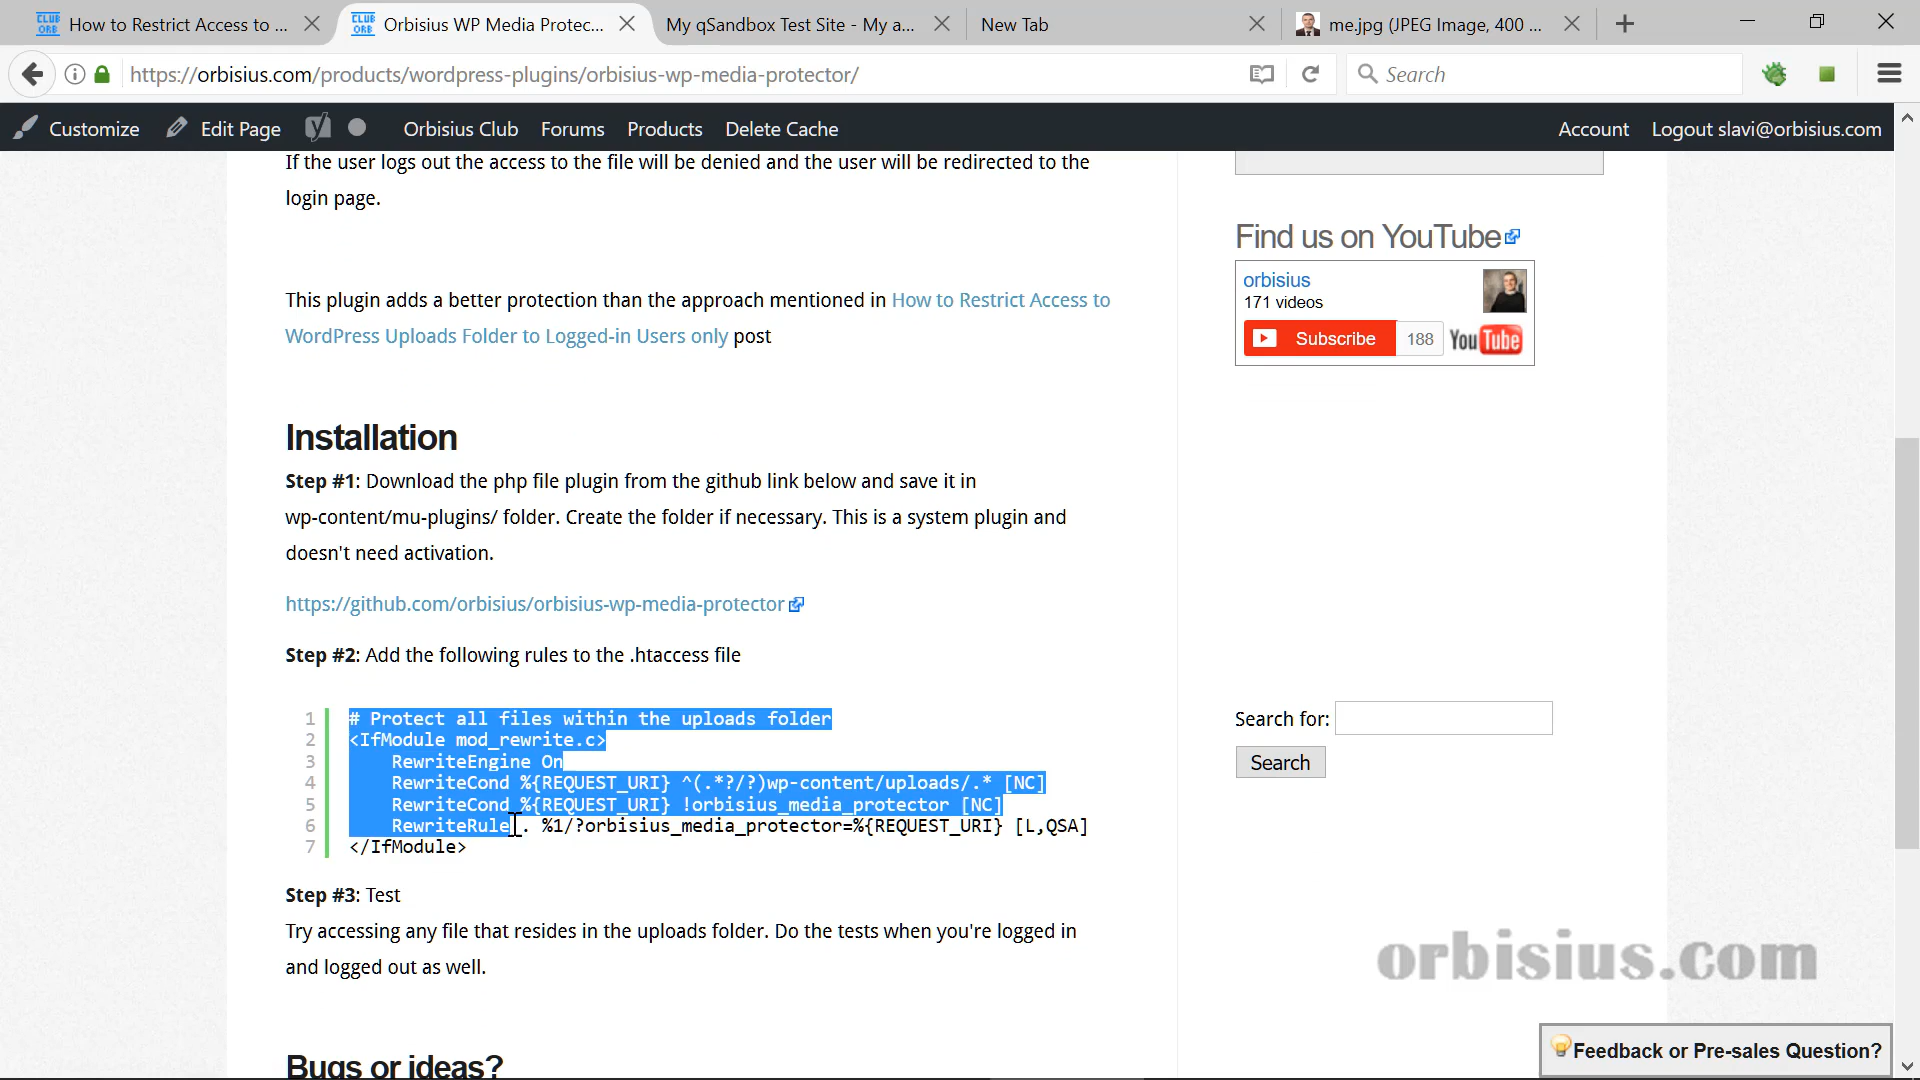 How to Restrict Access to ...
Orbisius WP Media Protec...
My qSandbox Test Site - My a...
New Tab
me.jpg (JPEG Image, 400 ...
https://orbisius.com/products/wordpress-plugins/orbisius-wp-media-protector/
Search
Customize
Edit Page
Orbisius Club
Forums
Products
Delete Cache
Account
Logout slavi@orbisius.com
If the user logs out the access to the file will be denied and the user will be redirected to the
login page.
This plugin adds a better protection than the approach mentioned in How to Restrict Access to
WordPress Uploads Folder to Logged-in Users only post
Installation
Step #1: Download the php file plugin from the github link below and save it in
wp-content/mu-plugins/ folder. Create the folder if necessary. This is a system plugin and
doesn't need activation.
https://github.com/orbisius/orbisius-wp-media-protector
Step #2: Add the following rules to the .htaccess file
1 # Protect all files within the uploads folder
2 <IfModule mod_rewrite.c>
3 RewriteEngine On
4 RewriteCond %{REQUEST_URI} ^(.*?/?)wp-content/uploads/.* [NC]
5 RewriteCond %{REQUEST_URI} !orbisius_media_protector [NC]
6 RewriteRule . %1/?orbisius_media_protector=%{REQUEST_URI} [L,QSA]
7 </IfModule>
Step #3: Test
Try accessing any file that resides in the uploads folder. Do the tests when you're logged in
and logged out as well.
Bugs or ideas?
Find us on YouTube
orbisius
171 videos
Subscribe
188
YouTube
Search for:
Search
orbisius.com
Feedback or Pre-sales Question?